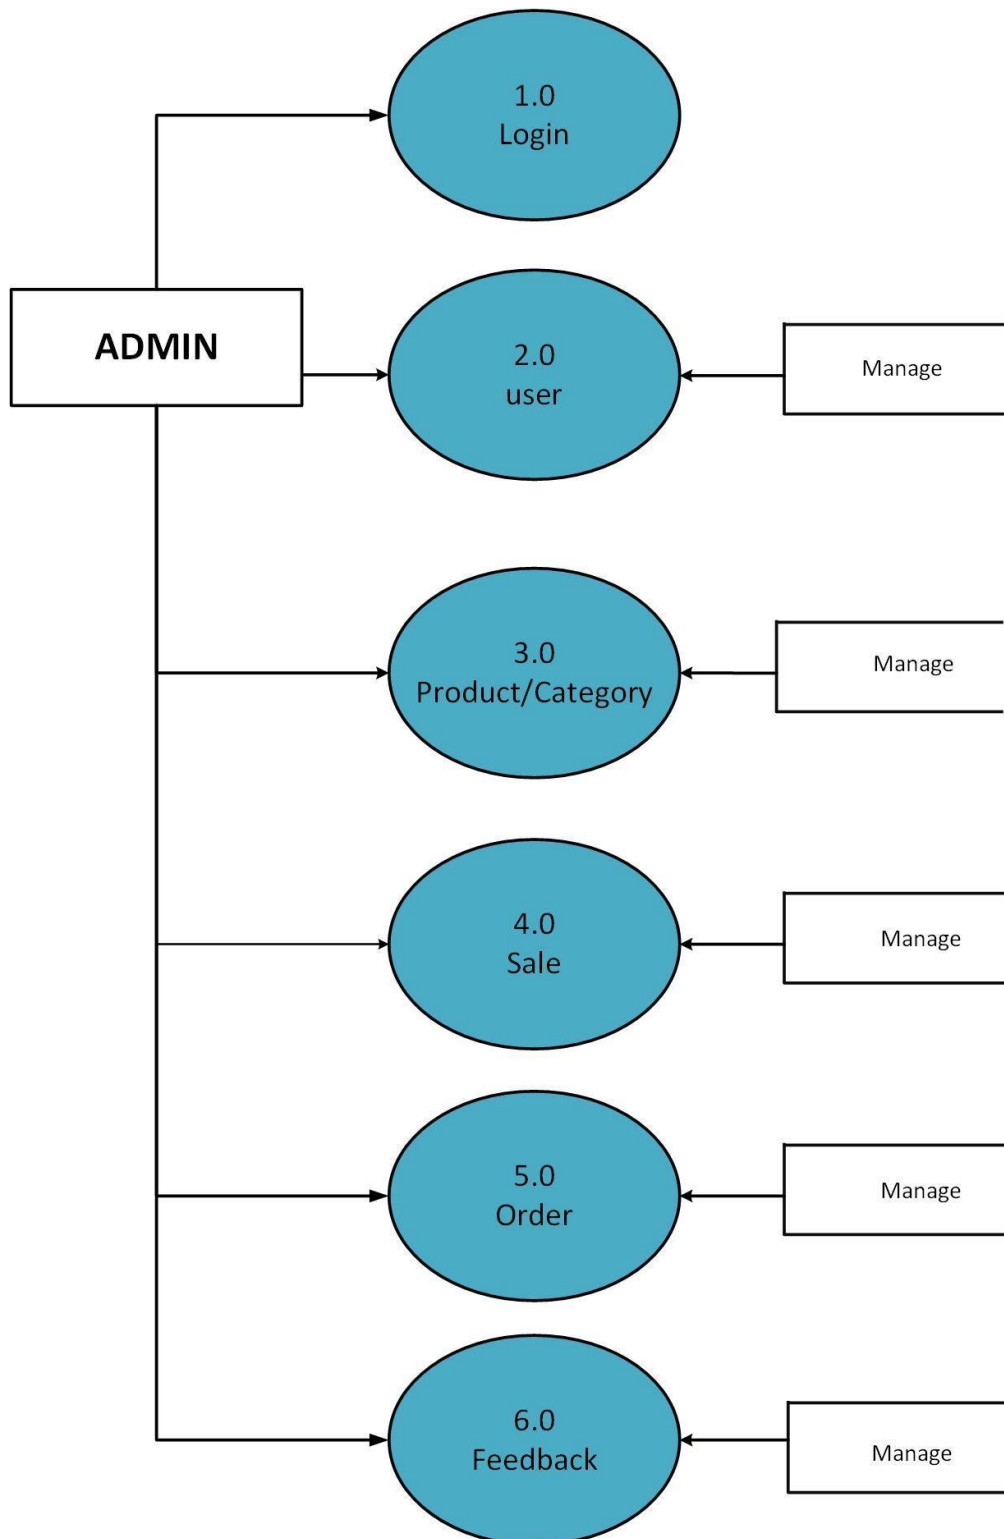 1.0
Login
ADMIN
2.0
user
Manage
3.0
Product/Category
Manage
4.0
Sale
Manage
5.0
Order
Manage
6.0
Feedback
Manage